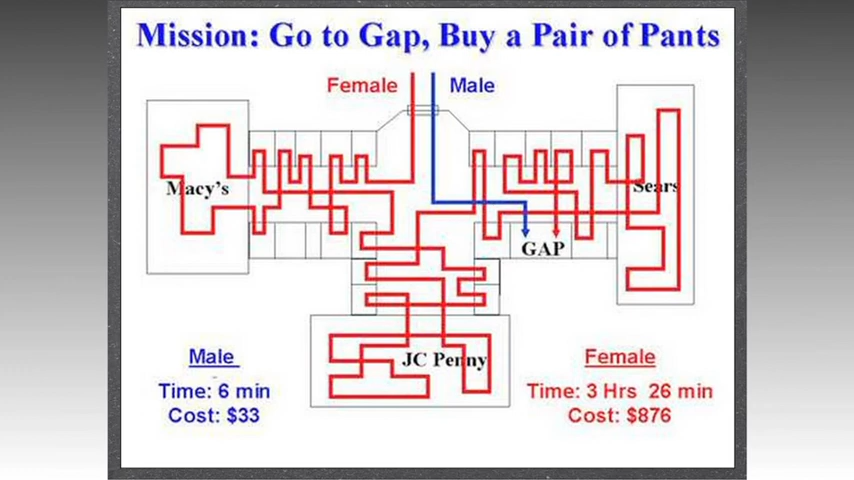 Mission: Go to Gap, Buy a Pair of Pants
Female
Male
Macy's
Sears
GAP
JC Penny
Male
Time: 6 min
Cost: $33
Female
Time: 3 Hrs 26 min
Cost: $876